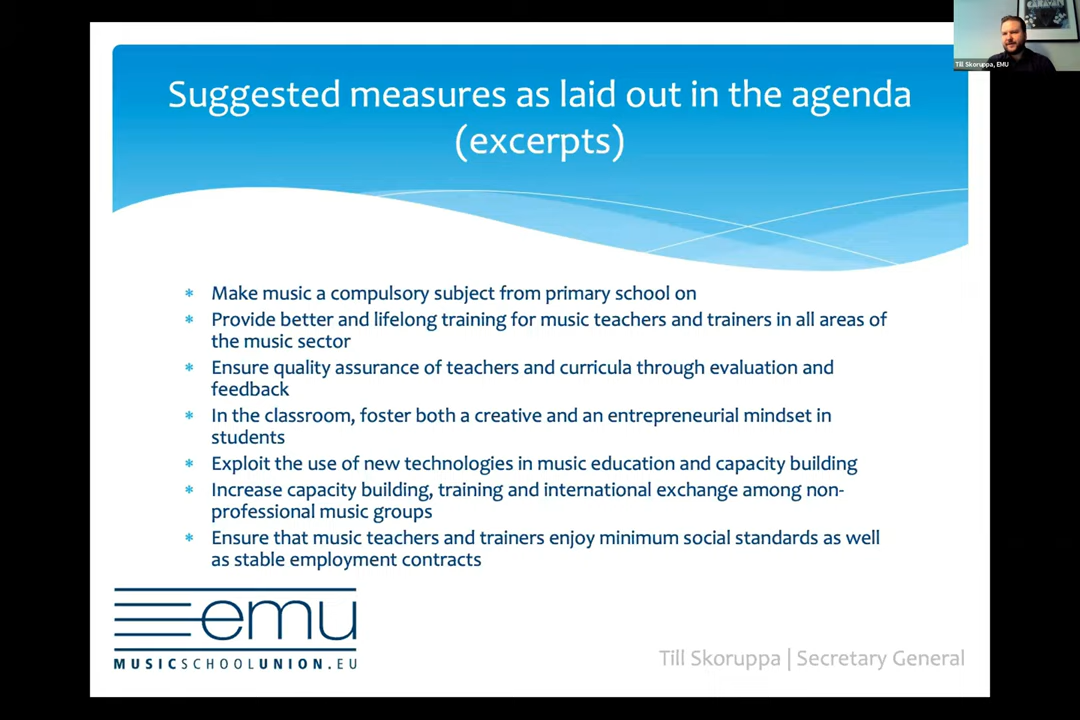 CARAVAN
Till Skoruppa, EMU
Suggested measures as laid out in the agenda
(excerpts)
* Make music a compulsory subject from primary school on
* Provide better and lifelong training for music teachers and trainers in all areas of
the music sector
* Ensure quality assurance of teachers and curricula through evaluation and
feedback
* In the classroom, foster both a creative and an entrepreneurial mindset in
students
* Exploit the use of new technologies in music education and capacity building
* Increase capacity building, training and international exchange among non-
professional music groups
* Ensure that music teachers and trainers enjoy minimum social standards as well
as stable employment contracts
emu
MUSICSCHOOLUNION.EU
Till Skoruppa | Secretary General